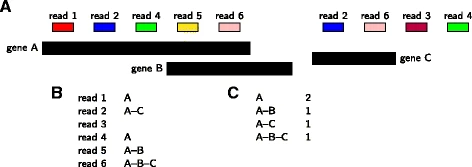 A
read 1 read 2 read 4 read 5 read 6 read 2 read 6 read 3 read 4
gene A
gene C
gene B
B
C
read 1 A
read 2 A–C
read 3
read 4 A
read 5 A–B
read 6 A–B–C
A 2
A–B 1
A–C 1
A–B–C 1